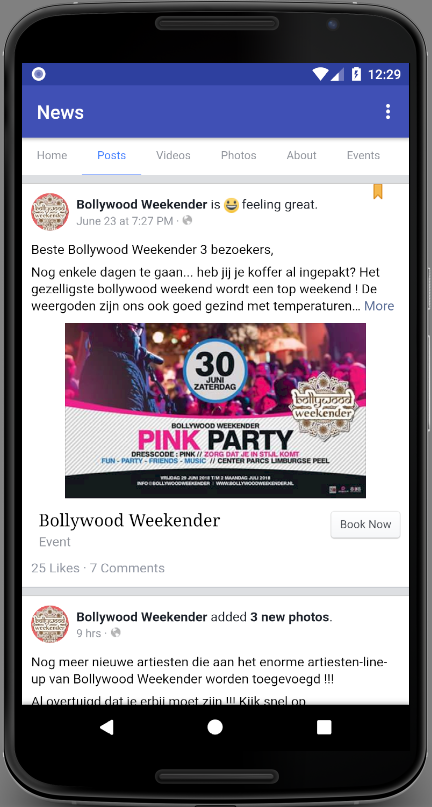 12:29
News
Home Posts Videos Photos About Events
Bollywood Weekender is 😀 feeling great.
June 23 at 7:27 PM ·
Beste Bollywood Weekender 3 bezoekers,
Nog enkele dagen te gaan... heb jij je koffer al ingepakt? Het
gezelligste bollywood weekend wordt een top weekend ! De
weergoden zijn ons ook goed gezind met temperaturen... More
30
JUNI
ZATERDAG
bollywood
weekender
BOLLYWOOD WEEKENDER
PINK PARTY
DRESSCODE : PINK // ZORG DAT JE IN STIJL KOMT
FUN - PARTY - FRIENDS - MUSIC // CENTER PARCS LIMBURGSE PEEL
VRIJDAG 29 JUNI 2018 T/M 2 MAANDAG JULI 2018
INFO@BOLLYWOODWEEKENDER / WWW.BOLLYWOODWEEKENDER.NL
Bollywood Weekender
Book Now
Event
25 Likes · 7 Comments
Bollywood Weekender added 3 new photos.
9 hrs ·
Nog meer nieuwe artiesten die aan het enorme artiesten-line-
up van Bollywood Weekender worden toegevoegd !!!
Al overtuigd dat je erbij moet zijn !!! Kijk snel op